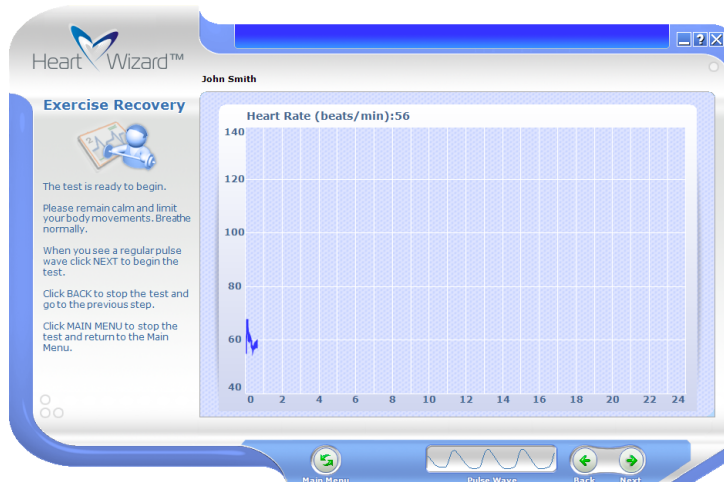 Heart Wizard™
John Smith
Exercise Recovery
The test is ready to begin.
Please remain calm and limit
your body movements. Breathe
normally.
When you see a regular pulse
wave click NEXT to begin the
test.
Click BACK to stop the test and
go to the previous step.
Click MAIN MENU to stop the
test and return to the Main
Menu.
Heart Rate (beats/min):56
140
120
100
80
60
40
0 2 4 6 8 10 12 14 16 18 20 22 24
Main Menu Pulse Wave Back Next